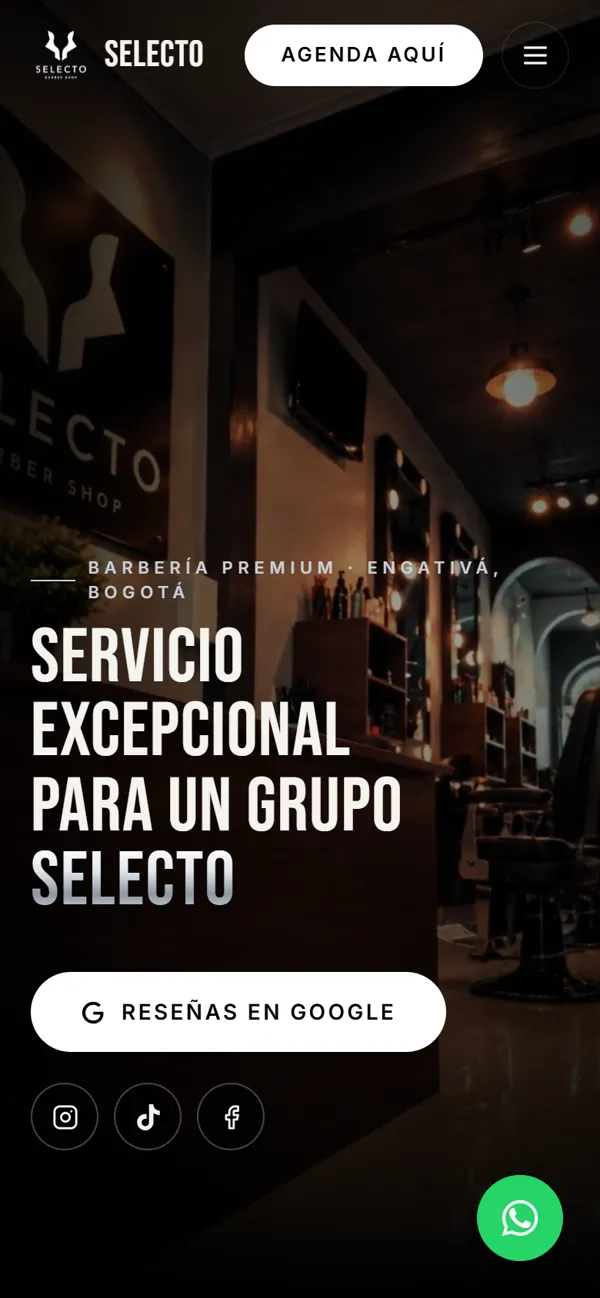 SELECTO
BARBER SHOP
SELECTO
AGENDA AQUÍ
LECTO
BER SHOP
BARBERÍA PREMIUM · ENGATIVÁ,
BOGOTÁ
SERVICIO
EXCEPCIONAL
PARA UN GRUPO
SELECTO
RESEÑAS EN GOOGLE